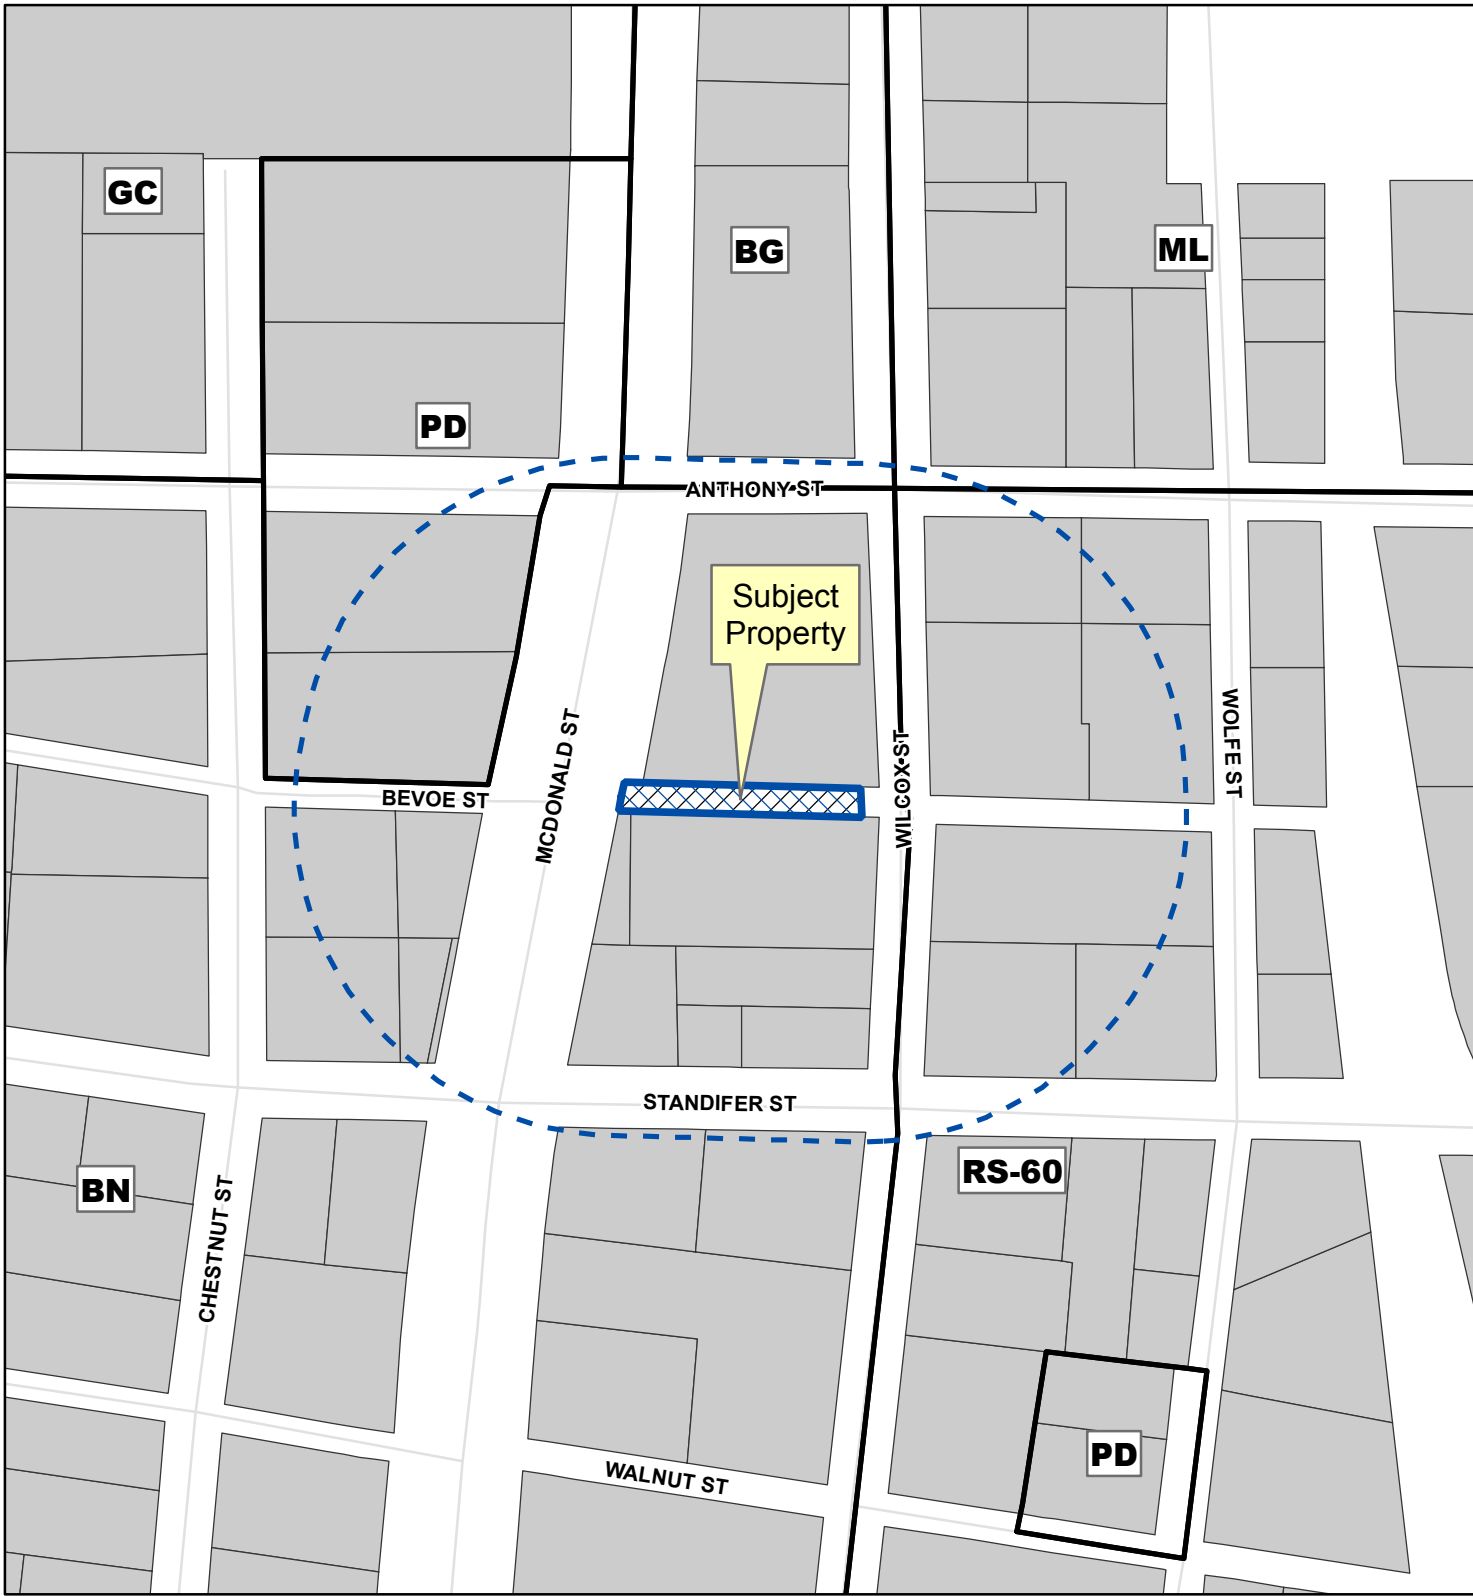 GC
BG
ML
PD
ANTHONY ST
Subject
Property
WOLFE ST
MCDONALD ST
WILCOX ST
BEVOE ST
STANDIFER ST
RS-60
BN
CHESTNUT ST
PD
WALNUT ST